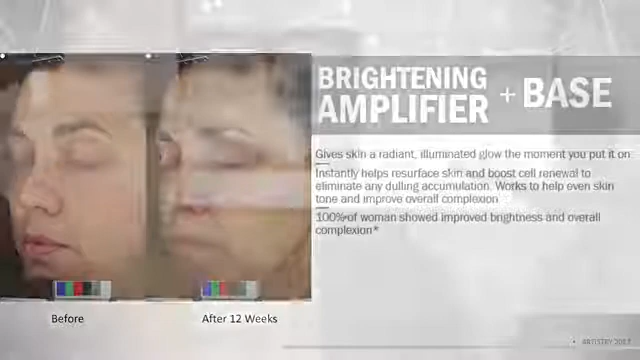 BRIGHTENING
AMPLIFIER + BASE
Gives skin a radiant, illuminated glow the moment you put it on
Instantly helps resurface skin and boost cell renewal to
eliminate any dulling accumulation. Works to help even skin
tone and improve overall complexion
100% of woman showed improved brightness and overall
complexion*
Before
After 12 Weeks
ARTISTRY 2017